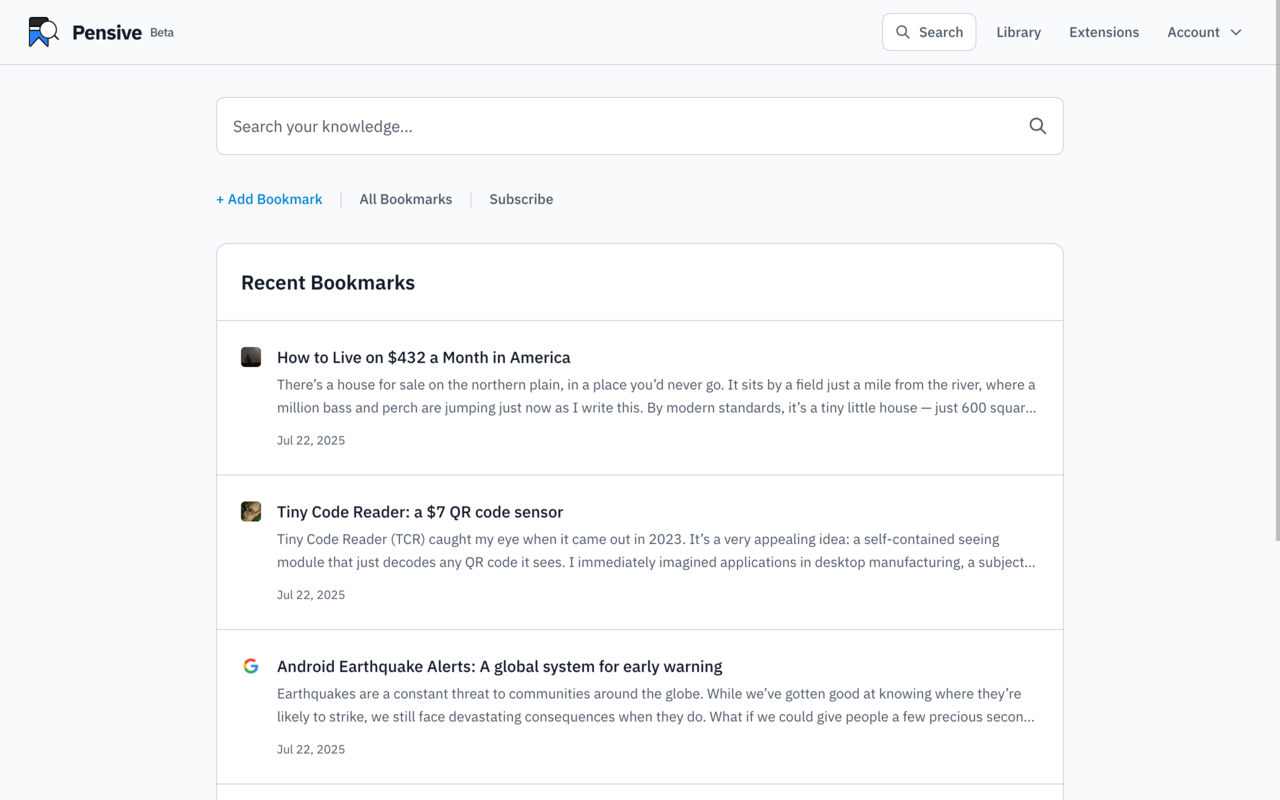 Pensive Beta
Search
Library
Extensions
Account
Search your knowledge...
+ Add Bookmark | All Bookmarks | Subscribe
Recent Bookmarks
How to Live on $432 a Month in America
There’s a house for sale on the northern plain, in a place you’d never go. It sits by a field just a mile from the river, where a
million bass and perch are jumping just now as I write this. By modern standards, it’s a tiny little house — just 600 squar...
Jul 22, 2025
Tiny Code Reader: a $7 QR code sensor
Tiny Code Reader (TCR) caught my eye when it came out in 2023. It’s a very appealing idea: a self-contained seeing
module that just decodes any QR code it sees. I immediately imagined applications in desktop manufacturing, a subject...
Jul 22, 2025
Android Earthquake Alerts: A global system for early warning
Earthquakes are a constant threat to communities around the globe. While we’ve gotten good at knowing where they’re
likely to strike, we still face devastating consequences when they do. What if we could give people a few precious secon...
Jul 22, 2025